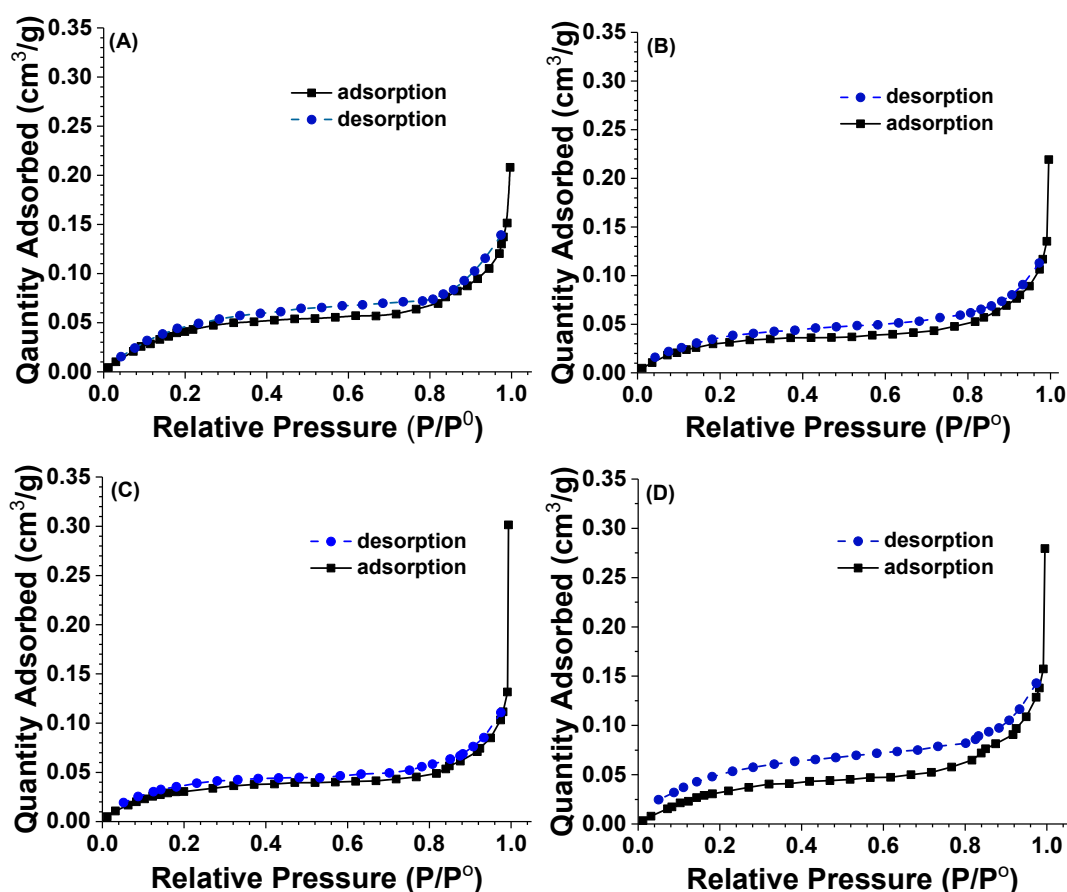 (A)
Qauntity Adsorbed (cm³/g)
0.35
0.30
0.25
0.20
0.15
0.10
0.05
0.00
adsorption
desorption
0.0 0.2 0.4 0.6 0.8 1.0
Relative Pressure (P/P⁰)
(B)
Quantity Adsorbed (cm³/g)
0.35
0.30
0.25
0.20
0.15
0.10
0.05
0.00
desorption
adsorption
0.0 0.2 0.4 0.6 0.8 1.0
Relative Pressure (P/Pᵒ)
(C)
Quantity Adsorbed (cm³/g)
0.35
0.30
0.25
0.20
0.15
0.10
0.05
0.00
desorption
adsorption
0.0 0.2 0.4 0.6 0.8 1.0
Relative Pressure (P/Pᵒ)
(D)
Quantity Adsorbed (cm³/g)
0.35
0.30
0.25
0.20
0.15
0.10
0.05
0.00
desorption
adsorption
0.0 0.2 0.4 0.6 0.8 1.0
Relative Pressure (P/Pᵒ)